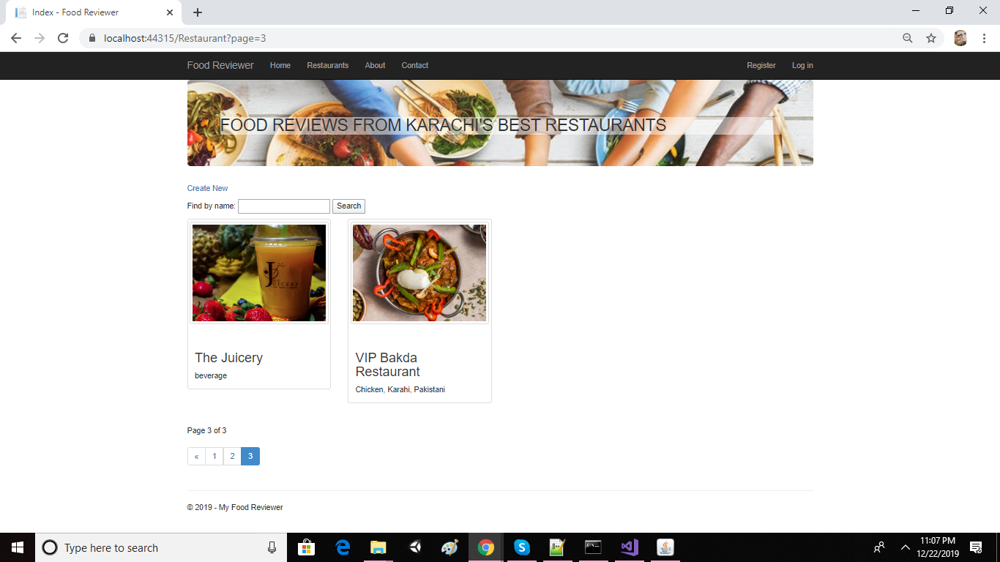 Index - Food Reviewer
localhost:44315/Restaurant?page=3
Food Reviewer Home Restaurants About Contact Register Log in
FOOD REVIEWS FROM KARACHI'S BEST RESTAURANTS
Create New
Find by name: Search
The Juicery
beverage
VIP Bakda
Restaurant
Chicken, Karahi, Pakistani
Page 3 of 3
« 1 2 3
© 2019 - My Food Reviewer
Type here to search
11:07 PM
12/22/2019